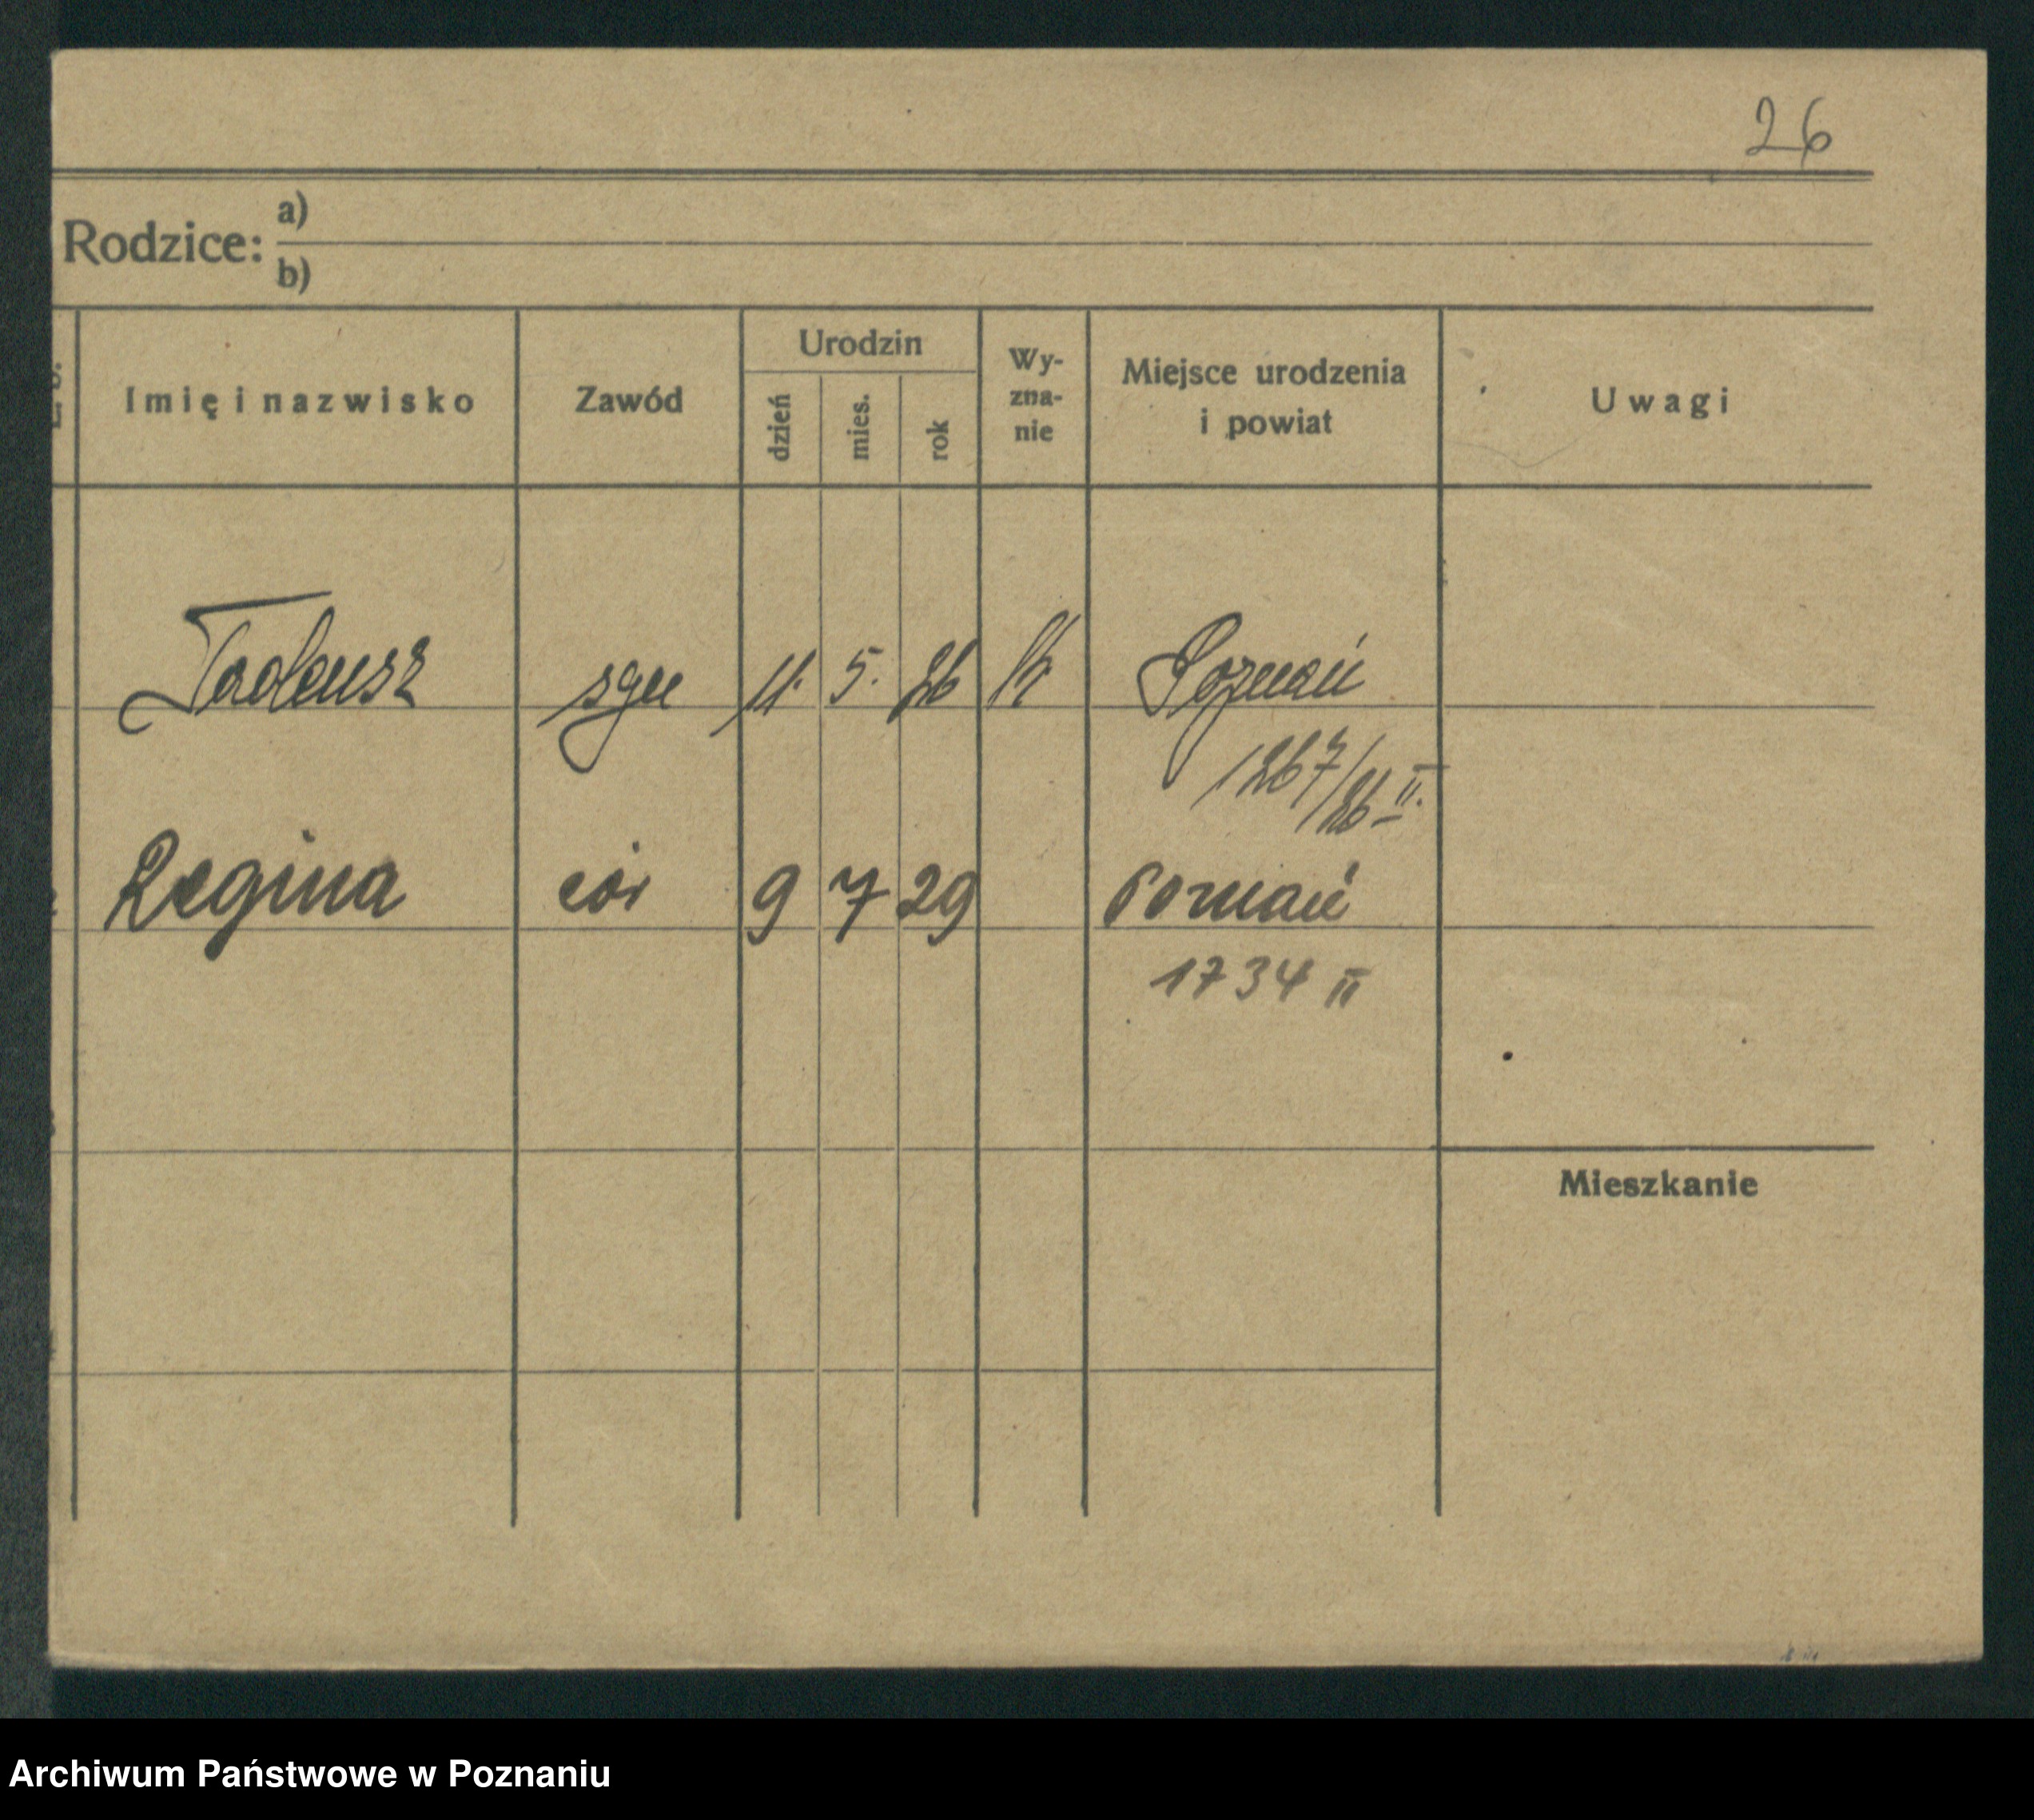 26
Rodzice: a)
b)
Imię i nazwisko Zawód Urodzin dzień mies. rok Wy-zna-nie Miejsce urodzenia i powiat Uwagi
Tadeusz syn 11. 5. 26 k Poznań
1267/26 II.
Regina cór 9 7 29 Poznań
1734 II
Mieszkanie
Archiwum Państwowe w Poznaniu